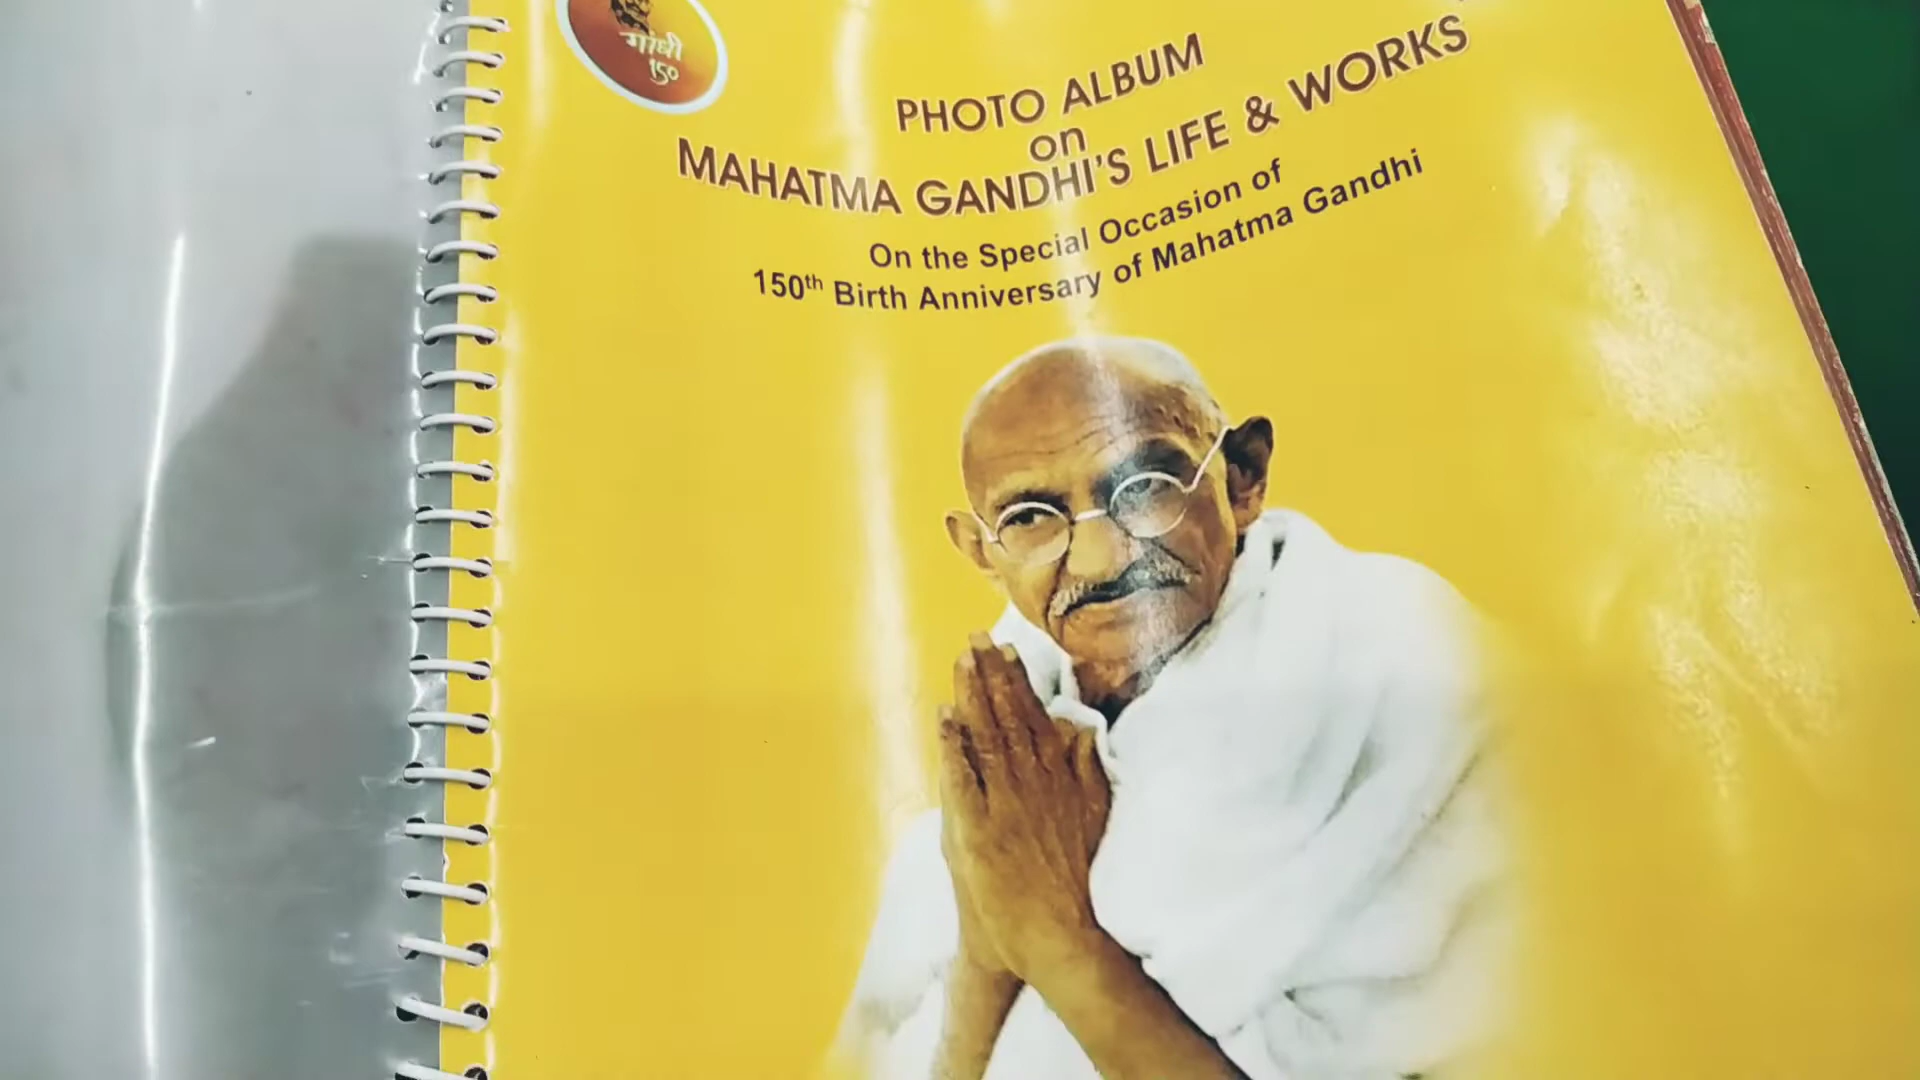 गांधी
150
PHOTO ALBUM
on
MAHATMA GANDHI'S LIFE & WORKS
On the Special Occasion of
150th Birth Anniversary of Mahatma Gandhi